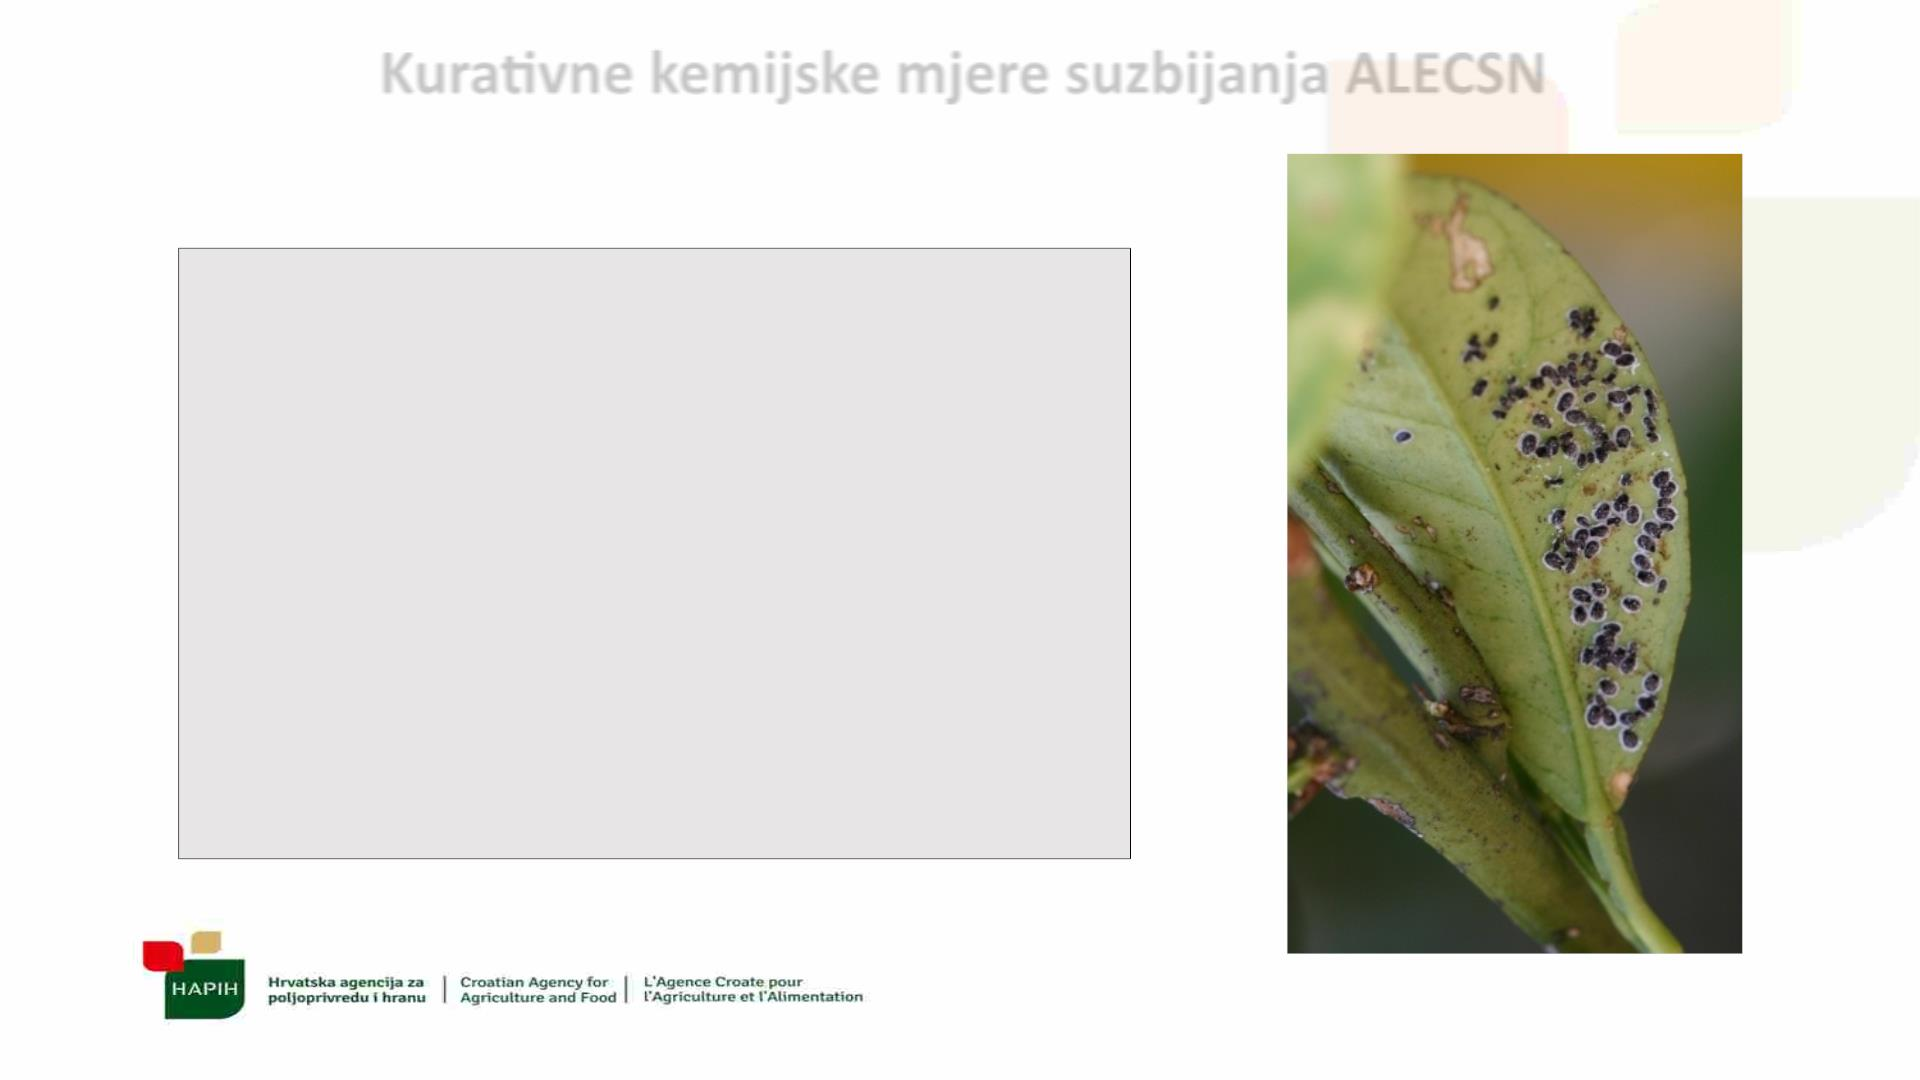 Kurativne kemijske mjere suzbijanja ALECSN
HAPIH
Hrvatska agencija za
poljoprivredu i hranu
Croatian Agency for
Agriculture and Food
L'Agence Croate pour
l'Agriculture et l'Alimentation